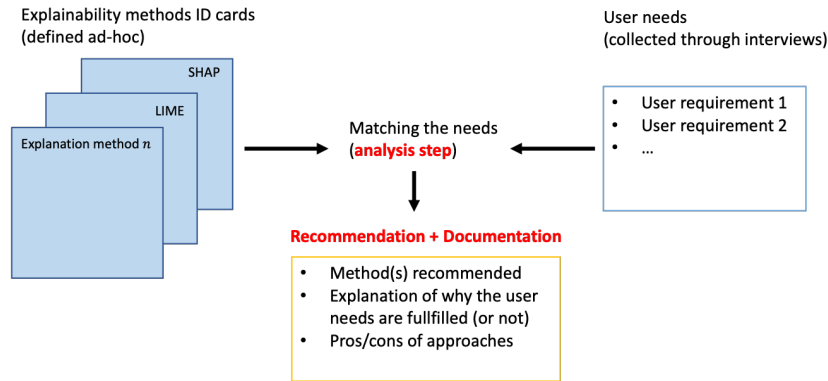 Explainability methods ID cards
(defined ad-hoc)
SHAP
LIME
Explanation method n
Matching the needs
(analysis step)
User needs
(collected through interviews)
• User requirement 1
• User requirement 2
• …
Recommendation + Documentation
• Method(s) recommended
• Explanation of why the user
needs are fullfilled (or not)
• Pros/cons of approaches